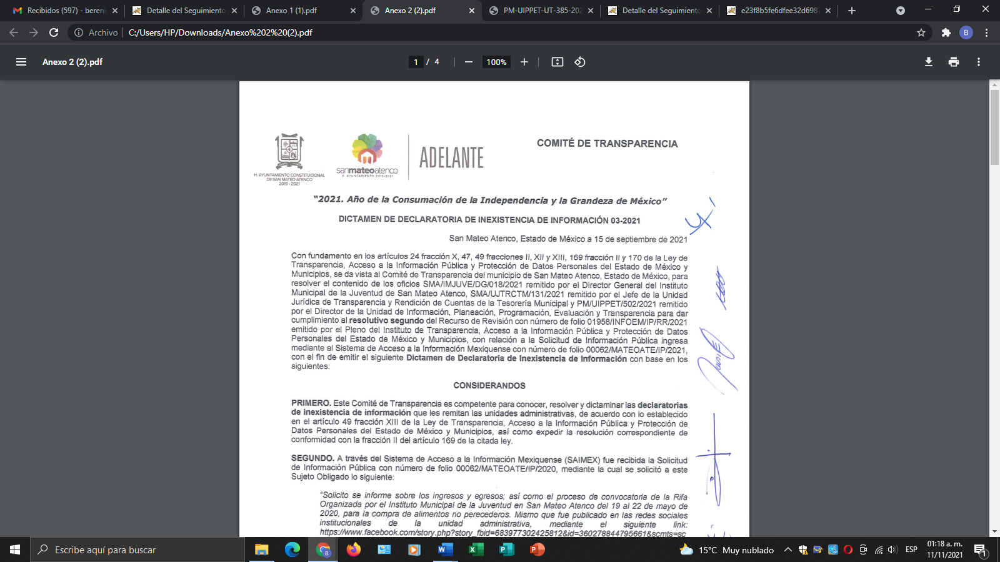 Recibidos (597) - bereni
Detalle del Seguimiento
Anexo 1 (1).pdf
Anexo 2 (2).pdf
PM-UIPPET-UT-385-202
Detalle del Seguimiento
e23f8b5fe6dfee32d698
Archivo
C:/Users/HP/Downloads/Anexo%202%20(2).pdf
B
Anexo 2 (2).pdf
1 / 4
100%
H. AYUNTAMIENTO CONSTITUCIONAL
DE SAN MATEO ATENCO
2019 - 2021
sanmateoatenco
H. AYUNTAMIENTO 2019-2021
ADELANTE
COMITÉ DE TRANSPARENCIA
"2021. Año de la Consumación de la Independencia y la Grandeza de México"
DICTAMEN DE DECLARATORIA DE INEXISTENCIA DE INFORMACIÓN 03-2021
San Mateo Atenco, Estado de México a 15 de septiembre de 2021
Con fundamento en los artículos 24 fracción X, 47, 49 fracciones II, XII y XIII, 169 fracción II y 170 de la Ley de
Transparencia, Acceso a la Información Pública y Protección de Datos Personales del Estado de México y
Municipios, se da vista al Comité de Transparencia del municipio de San Mateo Atenco, Estado de México, para
resolver el contenido de los oficios SMA/IMJUVE/DG/018/2021 remitido por el Director General del Instituto
Municipal de la Juventud de San Mateo Atenco, SMA/UJTRCTM/131/2021 remitido por el Jefe de la Unidad
Jurídica de Transparencia y Rendición de Cuentas de la Tesorería Municipal y PM/UIPPET/502/2021 remitido
por el Director de la Unidad de Información, Planeación, Programación, Evaluación y Transparencia para dar
cumplimiento al resolutivo segundo del Recurso de Revisión con número de folio 01958/INFOEM/IP/RR/2021
emitido por el Pleno del Instituto de Transparencia, Acceso a la Información Pública y Protección de Datos
Personales del Estado de México y Municipios, con relación a la Solicitud de Información Pública ingresa
mediante al Sistema de Acceso a la Información Mexiquense con número de folio 00062/MATEOATE/IP/2021,
con el fin de emitir el siguiente Dictamen de Declaratoria de Inexistencia de Información con base en los
siguientes:
CONSIDERANDOS
PRIMERO. Este Comité de Transparencia es competente para conocer, resolver y dictaminar las declaratorias
de inexistencia de información que les remitan las unidades administrativas, de acuerdo con lo establecido
en el artículo 49 fracción XIII de la Ley de Transparencia, Acceso a la Información Pública y Protección de
Datos Personales del Estado de México y Municipios, así como expedir la resolución correspondiente de
conformidad con la fracción II del artículo 169 de la citada ley.
SEGUNDO. A través del Sistema de Acceso a la Información Mexiquense (SAIMEX) fue recibida la Solicitud
de Información Pública con número de folio 00062/MATEOATE/IP/2020, mediante la cual se solicitó a este
Sujeto Obligado lo siguiente:
"Solicito se informe sobre los ingresos y egresos; así como el proceso de convocatoria de la Rifa
Organizada por el Instituto Municipal de la Juventud en San Mateo Atenco del 19 al 22 de mayo de
2020, para la compra de alimentos no perecederos. Mismo que fue publicado en las redes sociales
institucionales de la unidad administrativa, mediante el siguiente link:
https://www.facebook.com/story.php?story_fbid=683977302425812&id=360278844795661&scmts=sc
Escribe aquí para buscar
15°C Muy nublado
ESP
01:18 a. m.
11/11/2021
1